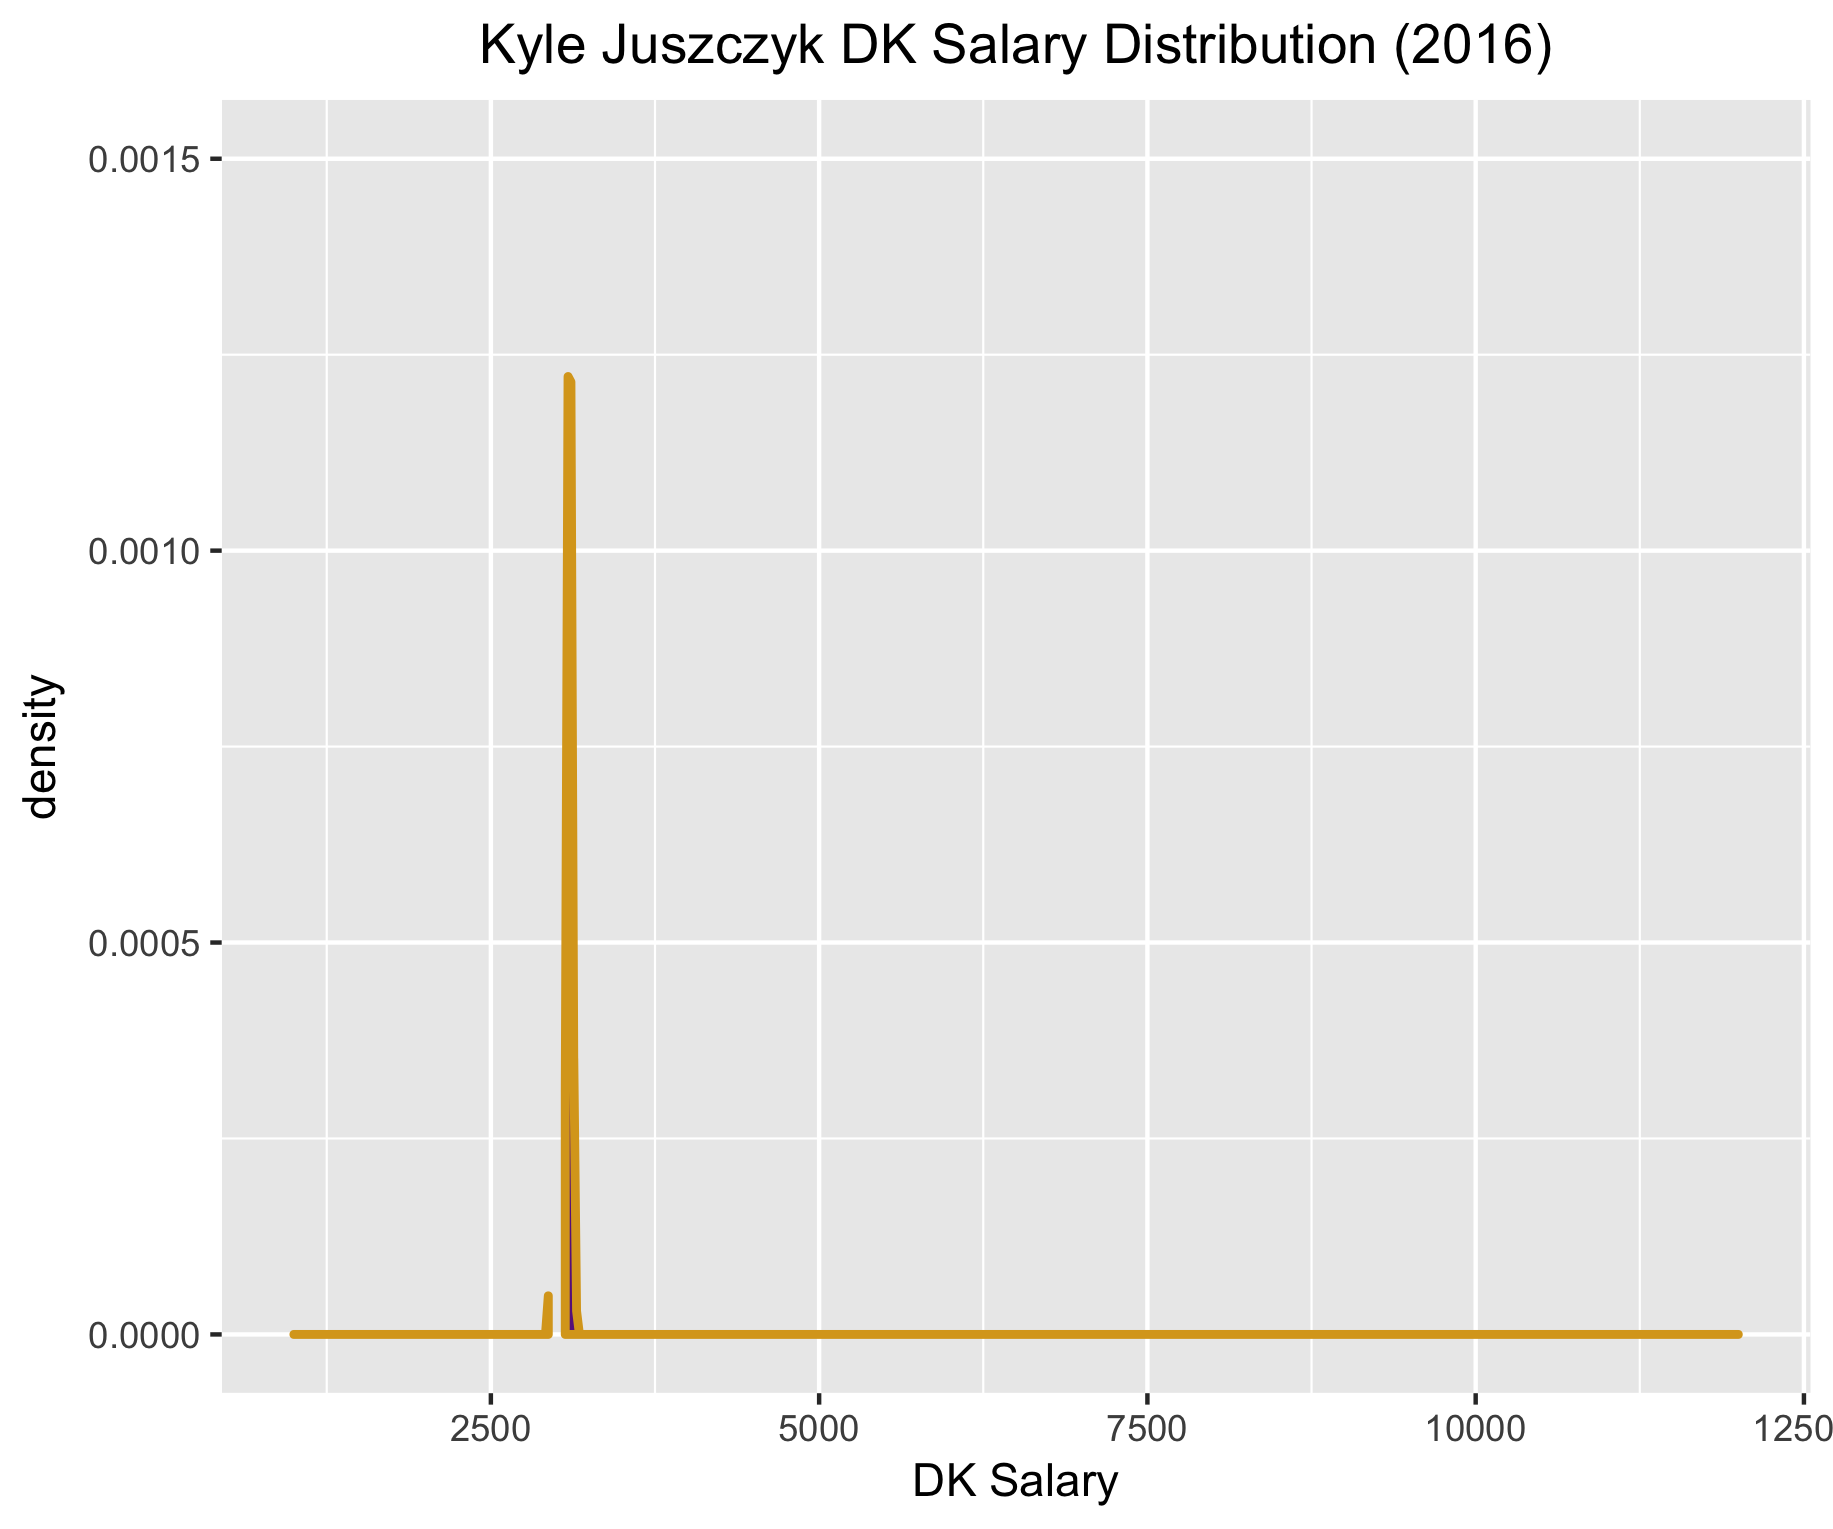 Kyle Juszczyk DK Salary Distribution (2016)
0.0015
0.0010
0.0005
0.0000
density
2500 5000 7500 10000 1250
DK Salary